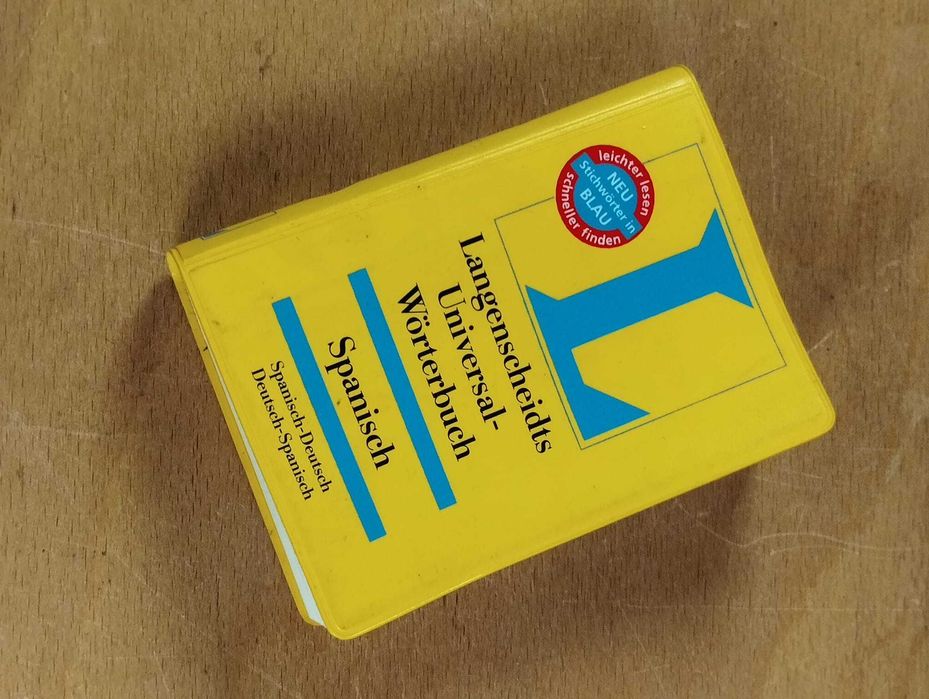 leichter lesen
NEU
Stichwörter in
BLAU
schneller finden
L
Langenscheidts
Universal-
Wörterbuch
Spanisch
Spanisch-Deutsch
Deutsch-Spanisch